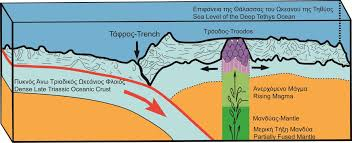 Επιφάνεια της Θάλασσας του Ωκεανού της Τηθύος
Sea Level of the Deep Tethys Ocean
Τάφρος-Trench
Τρόοδος-Troodos
Πυκνός Άνω Τριαδικός Ωκεάνιος Φλοιός
Dense Late Triassic Oceanic Crust
Ανερχόμενο Μάγμα
Rising Magma
Μανδύας-Mantle
Μερική Τήξη Μανδύα
Partially Fused Mantle